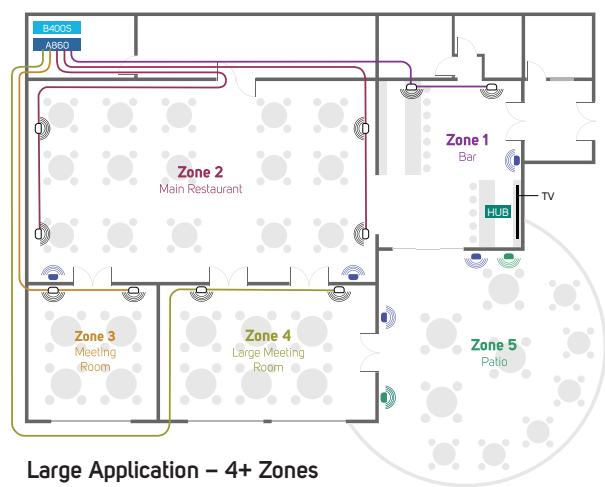 B400S
A860
Zone 1
Bar
Zone 2
Main Restaurant
TV
HUB
Zone 3
Meeting
Room
Zone 4
Large Meeting
Room
Zone 5
Patio
Large Application – 4+ Zones